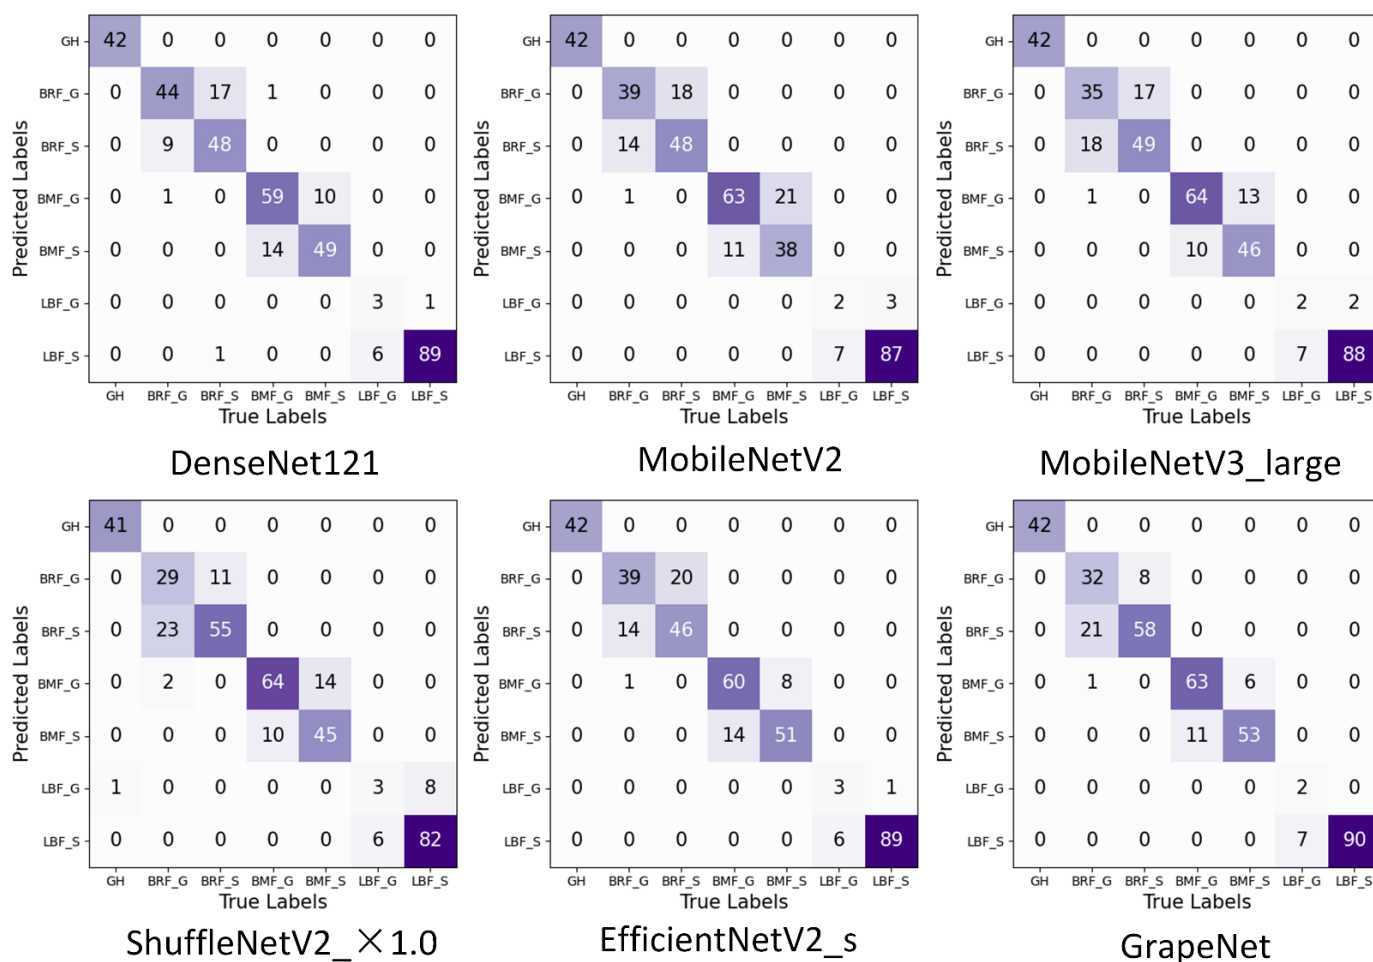 GH 42 0 0 0 0 0 0
BRF_G 0 44 17 1 0 0 0
BRF_S 0 9 48 0 0 0 0
BMF_G 0 1 0 59 10 0 0
BMF_S 0 0 0 14 49 0 0
LBF_G 0 0 0 0 0 3 1
LBF_S 0 0 1 0 0 6 89
GH BRF_G BRF_S BMF_G BMF_S LBF_G LBF_S
True Labels
Predicted Labels
DenseNet121
42 0 0 0 0 0 0
BRF_G 0 39 18 0 0 0 0
BRF_S 0 14 48 0 0 0 0
BMF_G 0 1 0 63 21 0 0
BMF_S 0 0 0 11 38 0 0
LBF_G 0 0 0 0 0 2 3
LBF_S 0 0 0 0 0 7 87
GH
GH BRF_G BRF_S BMF_G BMF_S LBF_G LBF_S
True Labels
Predicted Labels
MobileNetV2
GH 42 0 0 0 0 0 0
BRF_G 0 35 17 0 0 0 0
BRF_S 0 18 49 0 0 0 0
BMF_G 0 1 0 64 13 0 0
BMF_S 0 0 0 10 46 0 0
LBF_G 0 0 0 0 0 2 2
LBF_S 0 0 0 0 0 7 88
GH BRF_G BRF_S BMF_G BMF_S LBF_G LBF_S
True Labels
Predicted Labels
MobileNetV3_large
GH 41 0 0 0 0 0 0
BRF_G 0 29 11 0 0 0 0
BRF_S 0 23 55 0 0 0 0
BMF_G 0 2 0 64 14 0 0
BMF_S 0 0 0 10 45 0 0
LBF_G 1 0 0 0 0 3 8
LBF_S 0 0 0 0 0 6 82
GH BRF_G BRF_S BMF_G BMF_S LBF_G LBF_S
True Labels
Predicted Labels
ShuffleNetV2_×1.0
GH 42 0 0 0 0 0 0
BRF_G 0 39 20 0 0 0 0
BRF_S 0 14 46 0 0 0 0
BMF_G 0 1 0 60 8 0 0
BMF_S 0 0 0 14 51 0 0
LBF_G 0 0 0 0 0 3 1
LBF_S 0 0 0 0 0 6 89
GH BRF_G BRF_S BMF_G BMF_S LBF_G LBF_S
True Labels
Predicted Labels
EfficientNetV2_s
GH 42 0 0 0 0 0 0
BRF_G 0 32 8 0 0 0 0
BRF_S 0 21 58 0 0 0 0
BMF_G 0 1 0 63 6 0 0
BMF_S 0 0 0 11 53 0 0
LBF_G 0 0 0 0 0 2 0
LBF_S 0 0 0 0 0 7 90
GH BRF_G BRF_S BMF_G BMF_S LBF_G LBF_S
True Labels
Predicted Labels
GrapeNet